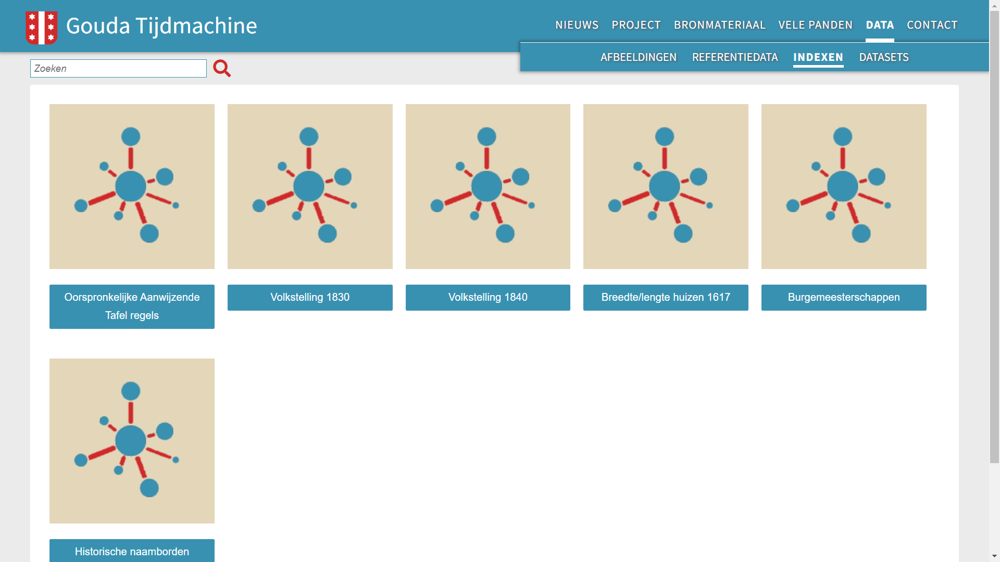 Gouda Tijdmachine
NIEUWS PROJECT BRONMATERIAAL VELE PANDEN DATA CONTACT
AFBEELDINGEN REFERENTIEDATA INDEXEN DATASETS
Zoeken
Oorspronkelijke Aanwijzende
Tafel regels
Volkstelling 1830
Volkstelling 1840
Breedte/lengte huizen 1617
Burgemeesterschappen
Historische naamborden